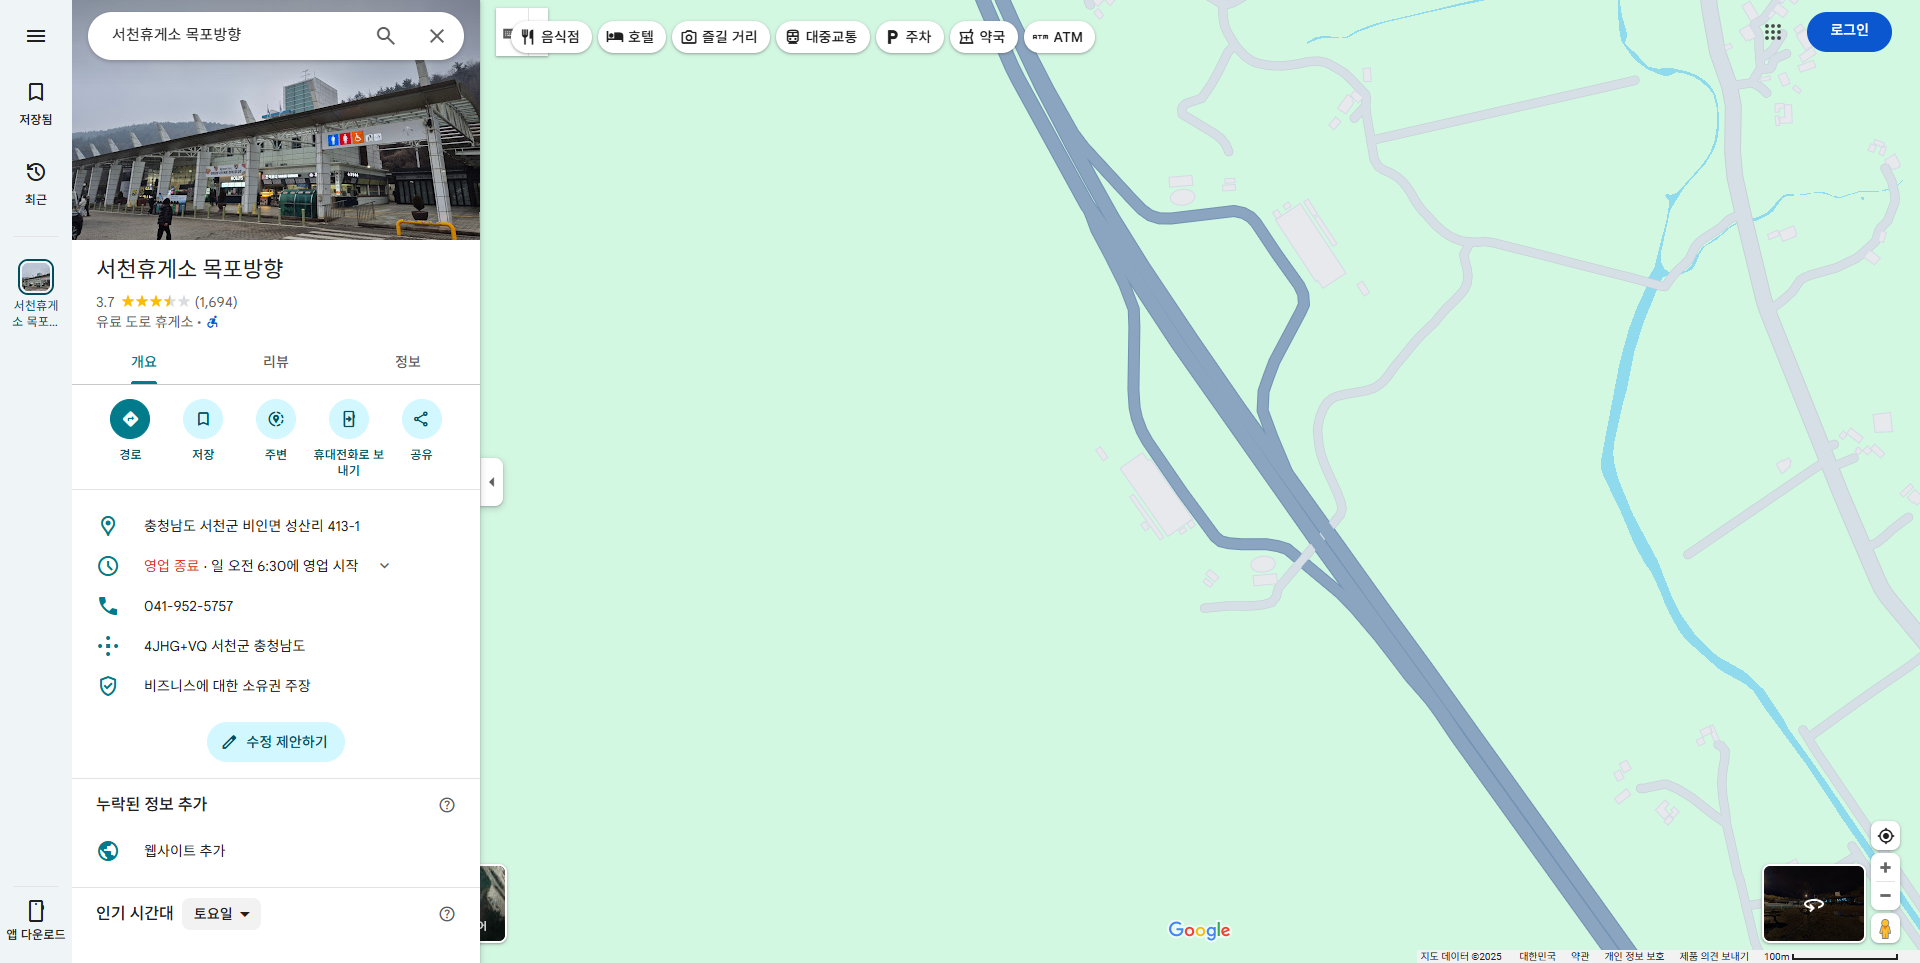 서천휴게소 목포방향
저장됨
최근
서천휴게
소 목포...
앱 다운로드
음식점
호텔
즐길 거리
대중교통
주차
약국
ATM
로그인
서천휴게소 목포방향
3.7 (1,694)
유료 도로 휴게소 ·
개요 리뷰 정보
경로
저장
주변
휴대전화로 보
내기
공유
충청남도 서천군 비인면 성산리 413-1
영업 종료 · 일 오전 6:30에 영업 시작
041-952-5757
4JHG+VQ 서천군 충청남도
비즈니스에 대한 소유권 주장
수정 제안하기
누락된 정보 추가
웹사이트 추가
인기 시간대 토요일
Google
지도 데이터 ©2025 대한민국 약관 개인 정보 보호 제품 의견 보내기 100m